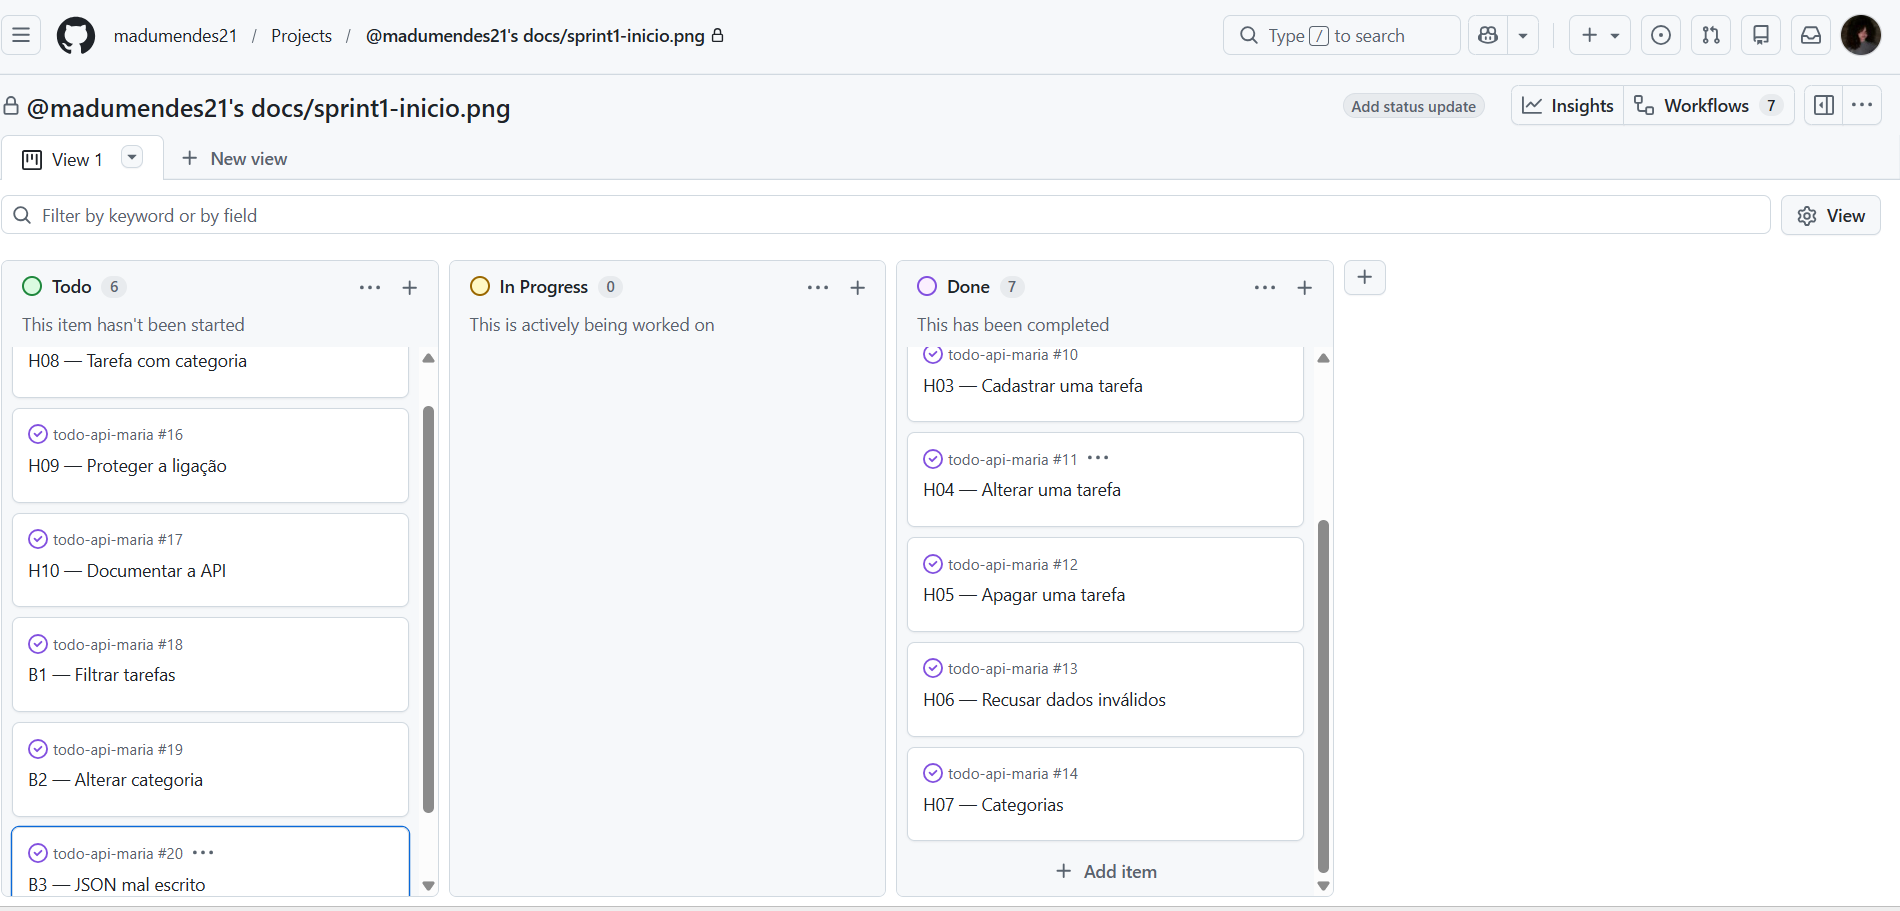 madumendes21 / Projects / @madumendes21's docs/sprint1-inicio.png
Type / to search
@madumendes21's docs/sprint1-inicio.png
Add status update
Insights
Workflows 7
View 1
New view
Filter by keyword or by field
View
Todo 6
This item hasn't been started
H08 — Tarefa com categoria
todo-api-maria #16
H09 — Proteger a ligação
todo-api-maria #17
H10 — Documentar a API
todo-api-maria #18
B1 — Filtrar tarefas
todo-api-maria #19
B2 — Alterar categoria
todo-api-maria #20
B3 — JSON mal escrito
In Progress 0
This is actively being worked on
Done 7
This has been completed
todo-api-maria #10
H03 — Cadastrar uma tarefa
todo-api-maria #11
H04 — Alterar uma tarefa
todo-api-maria #12
H05 — Apagar uma tarefa
todo-api-maria #13
H06 — Recusar dados inválidos
todo-api-maria #14
H07 — Categorias
Add item